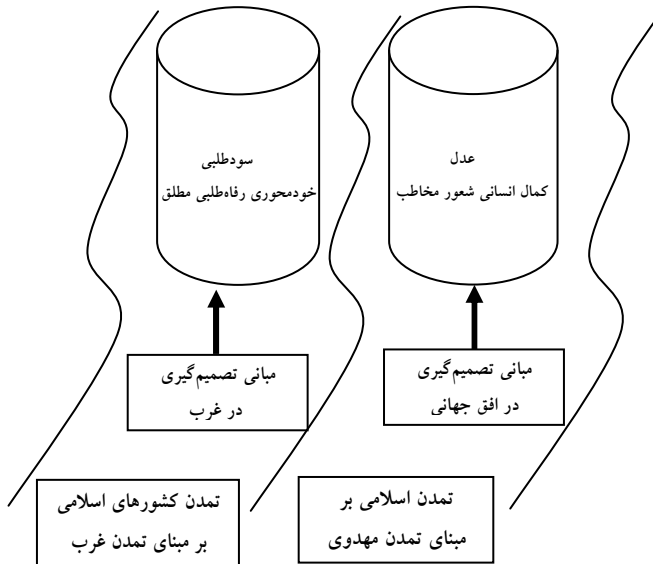 عدل
کمال انسانی شعور مخاطب
سودطلبی
خودمحوری رفاه‌طلبی مطلق
مبانی تصمیم‌گیری
در افق جهانی
مبانی تصمیم‌گیری
در غرب
تمدن اسلامی بر
مبنای تمدن مهدوی
تمدن کشورهای اسلامی
بر مبنای تمدن غرب